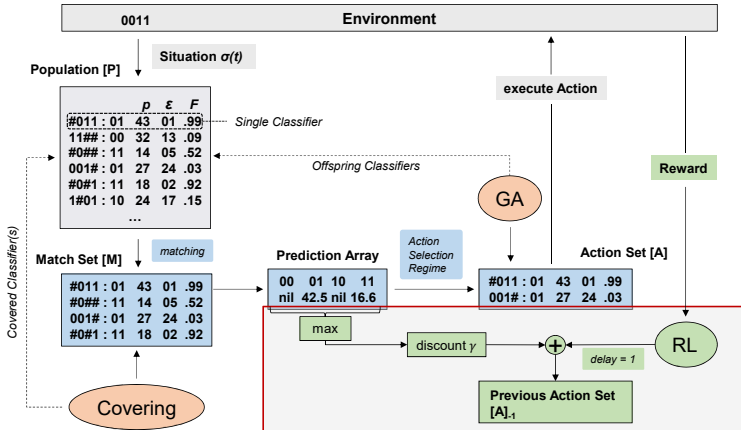 Environment
0011
Situation σ(t)
Population [P]
p ε F
#011 : 01 43 01 .99
11## : 00 32 13 .09
#0## : 11 14 05 .52
001# : 01 27 24 .03
#0#1 : 11 18 02 .92
1#01 : 10 24 17 .15
...
Single Classifier
Offspring Classifiers
Covered Classifier(s)
execute Action
Reward
GA
matching
Match Set [M]
#011 : 01 43 01 .99
#0## : 11 14 05 .52
001# : 01 27 24 .03
#0#1 : 11 18 02 .92
Prediction Array
00 01 10 11
nil 42.5 nil 16.6
Action
Selection
Regime
Action Set [A]
#011 : 01 43 01 .99
001# : 01 27 24 .03
max
discount γ
+
delay = 1
RL
Previous Action Set
[A]-1
Covering